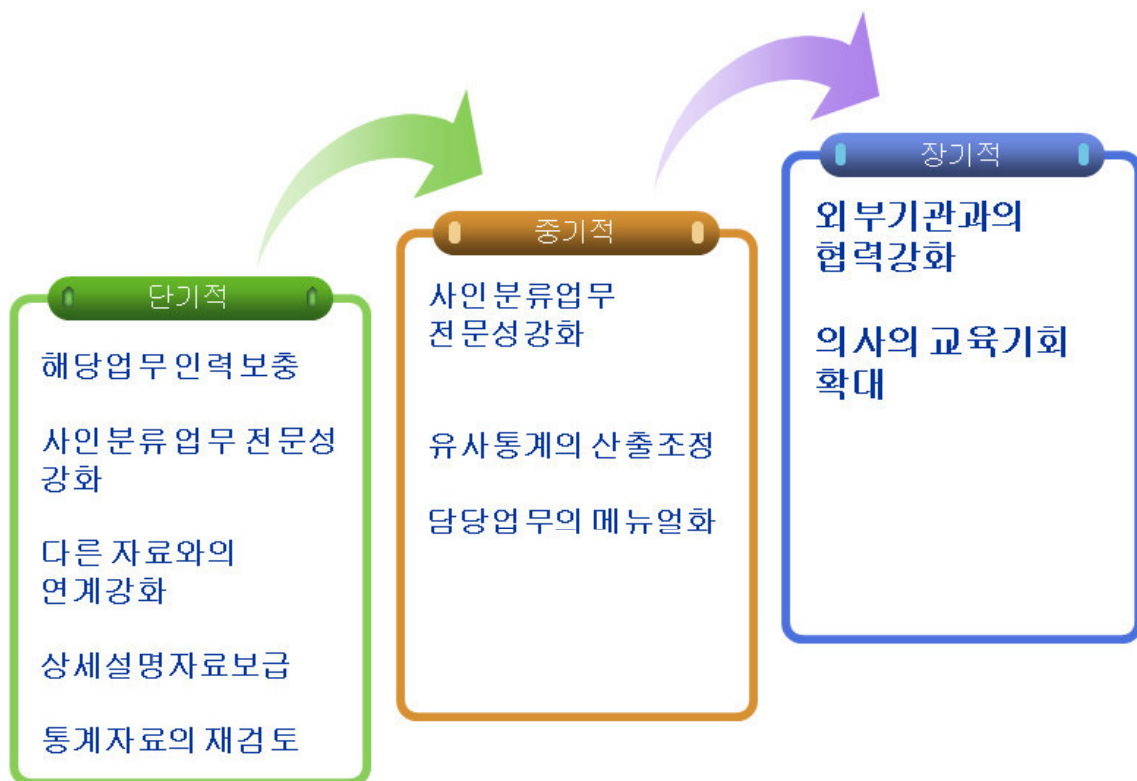 단기적
해당업무 인력보충
사인분류 업무 전문성
강화
다른 자료와의
연계강화
상세설명자료보급
통계자료의 재검토
중기적
사인분류업무
전문성강화
유사통계의 산출조정
담당업무의 메뉴얼화
장기적
외부기관과의
협력강화
의사의 교육기회
확대